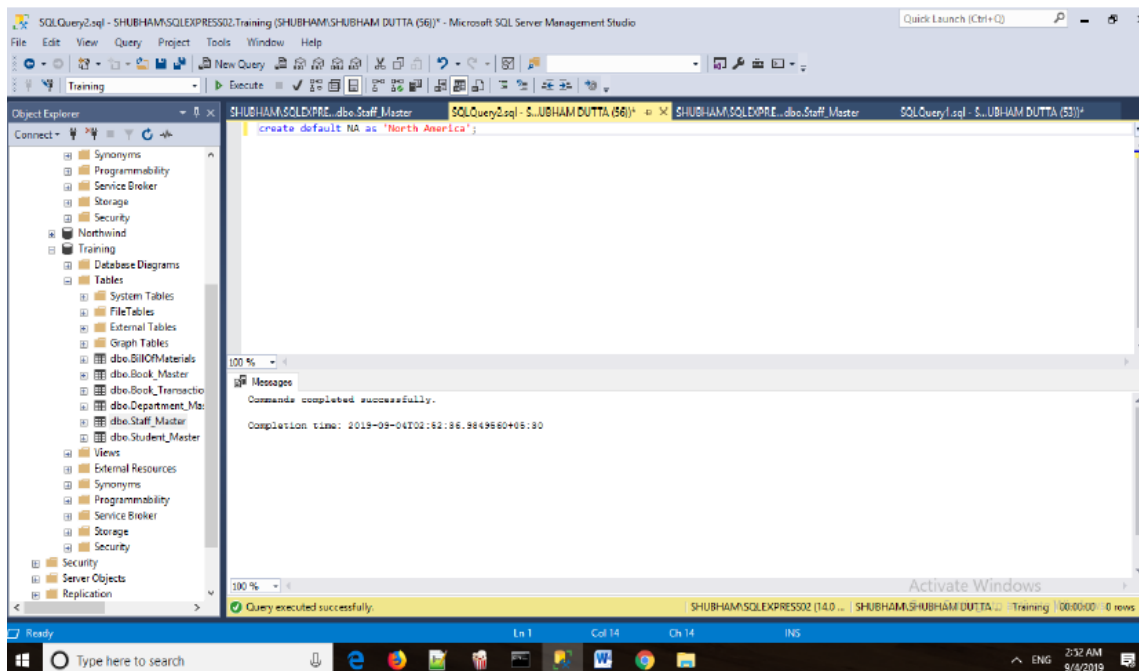 SQLQuery2.sql - SHUBHAM\SQLEXPRESS02.Training (SHUBHAM\SHUBHAM DUTTA (56))* - Microsoft SQL Server Management Studio
Quick Launch (Ctrl+Q)
File Edit View Query Project Tools Window Help
New Query
Training
Execute
Object Explorer
SHUBHAM\SQLEXPRE...dbo.Staff_Master
SQLQuery2.sql - S...UBHAM DUTTA (56))*
SHUBHAM\SQLEXPRE...dbo.Staff_Master
SQLQuery1.sql - S...UBHAM DUTTA (53))*
Connect
create default NA as 'North America';
Synonyms
Programmability
Service Broker
Storage
Security
Northwind
Training
Database Diagrams
Tables
System Tables
FileTables
External Tables
Graph Tables
dbo.BillOfMaterials
dbo.Book_Master
dbo.Book_Transactio
dbo.Department_Ma
dbo.Staff_Master
dbo.Student_Master
Views
External Resources
Synonyms
Programmability
Service Broker
Storage
Security
Security
Server Objects
Replication
100 %
Messages
Commands completed successfully.
Completion time: 2019-09-04T02:52:36.9849560+05:30
100 %
Activate Windows
Query executed successfully.
SHUBHAM\SQLEXPRESS02 (14.0 ...
SHUBHAM\SHUBHAM DUTTA ...
Training
00:00:00
0 rows
Ready
Ln 1
Col 14
Ch 14
INS
Type here to search
ENG
2:52 AM
9/4/2019